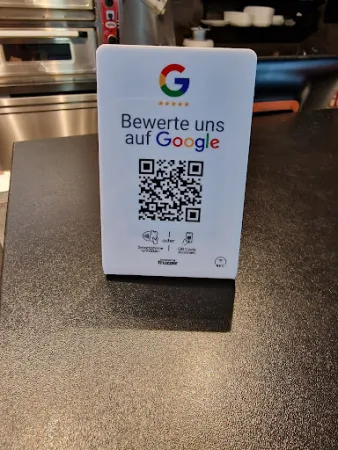 G
Bewerte uns
auf Google
oder